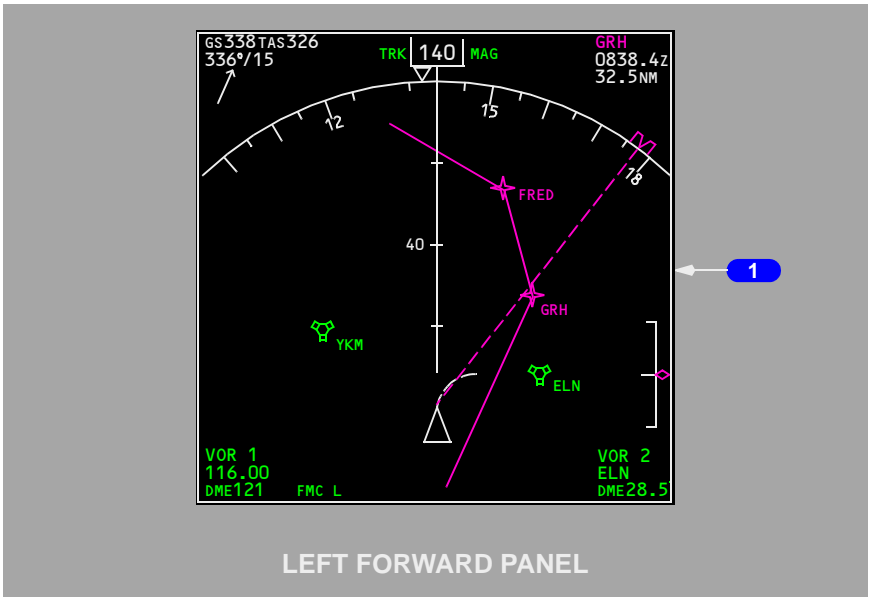 GS338TAS326
336°/15
TRK 140 MAG
GRH
0838.4Z
32.5NM
12
15
18
FRED
40
GRH
1
YKM
ELN
VOR 1
116.00
DME121
FMC L
VOR 2
ELN
DME28.5
LEFT FORWARD PANEL